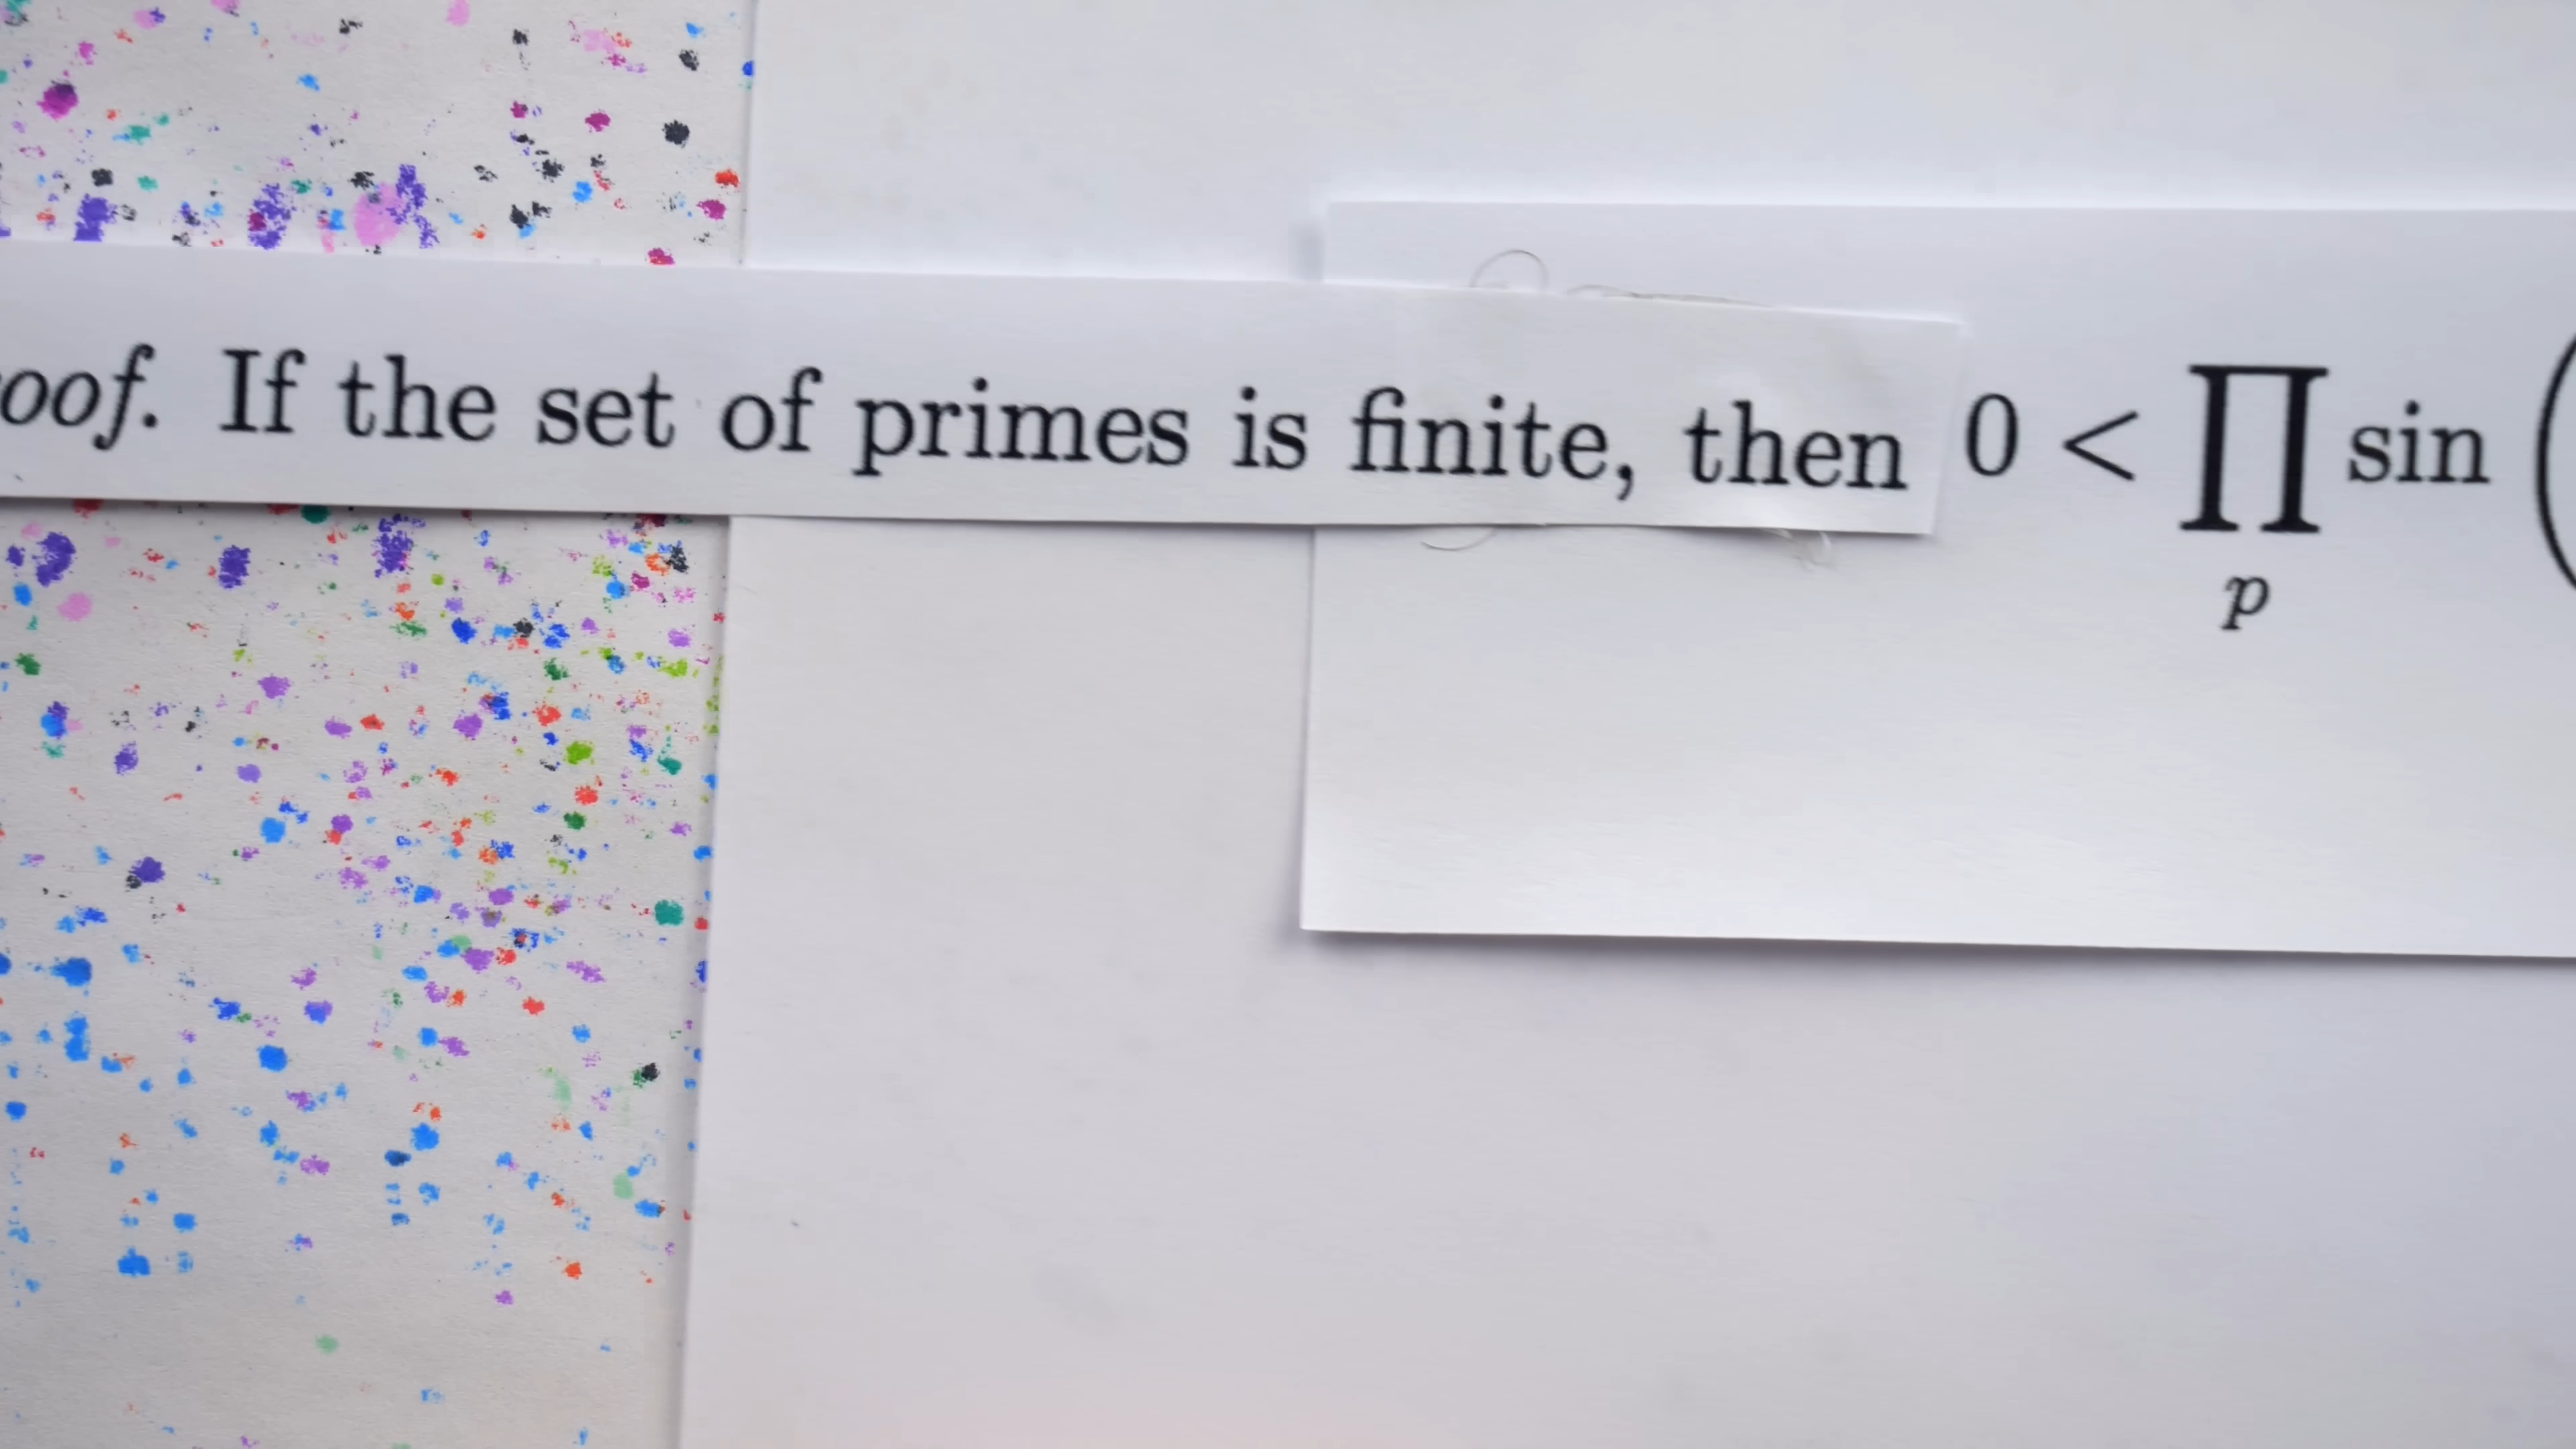 oof. If the set of primes is finite, then 0 < ∏ sin (
p